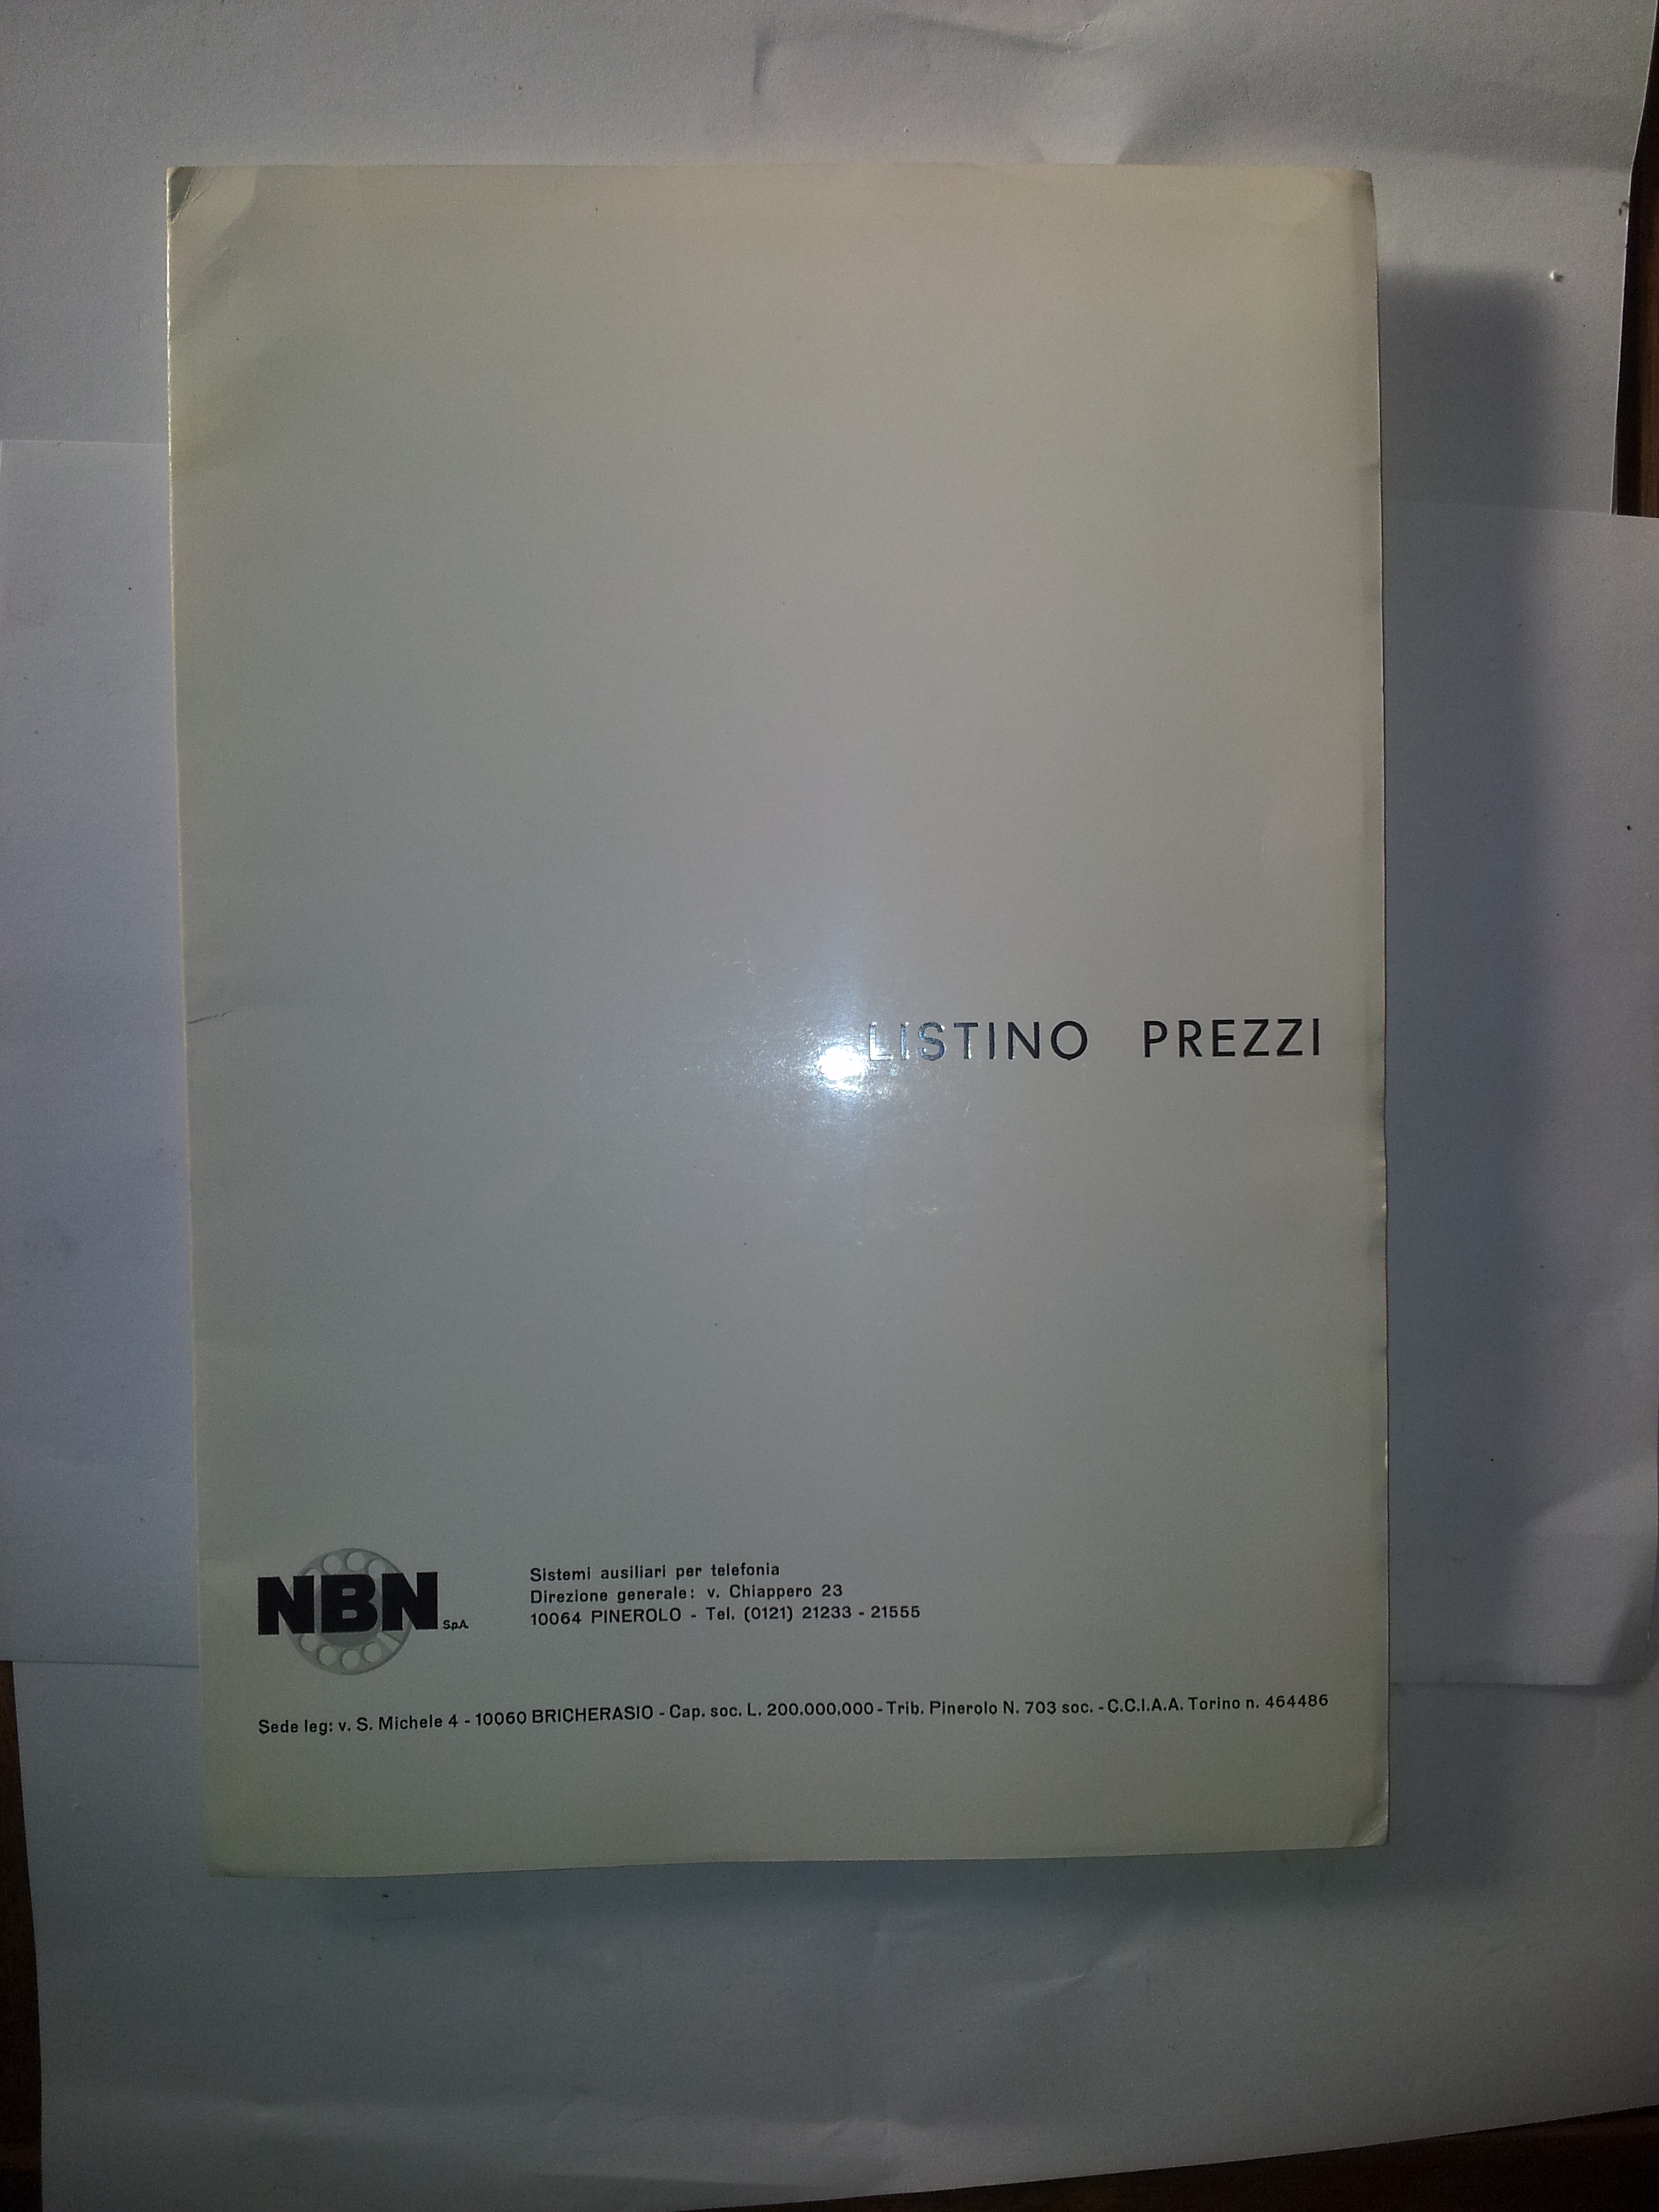 LISTINO PREZZI
NBN S.p.A.
Sistemi ausiliari per telefonia
Direzione generale: v. Chiappero 23
10064 PINEROLO - Tel. (0121) 21233 - 21555
Sede leg: v. S. Michele 4 - 10060 BRICHERASIO - Cap. soc. L. 200.000.000 - Trib. Pinerolo N. 703 soc. - C.C.I.A.A. Torino n. 464486